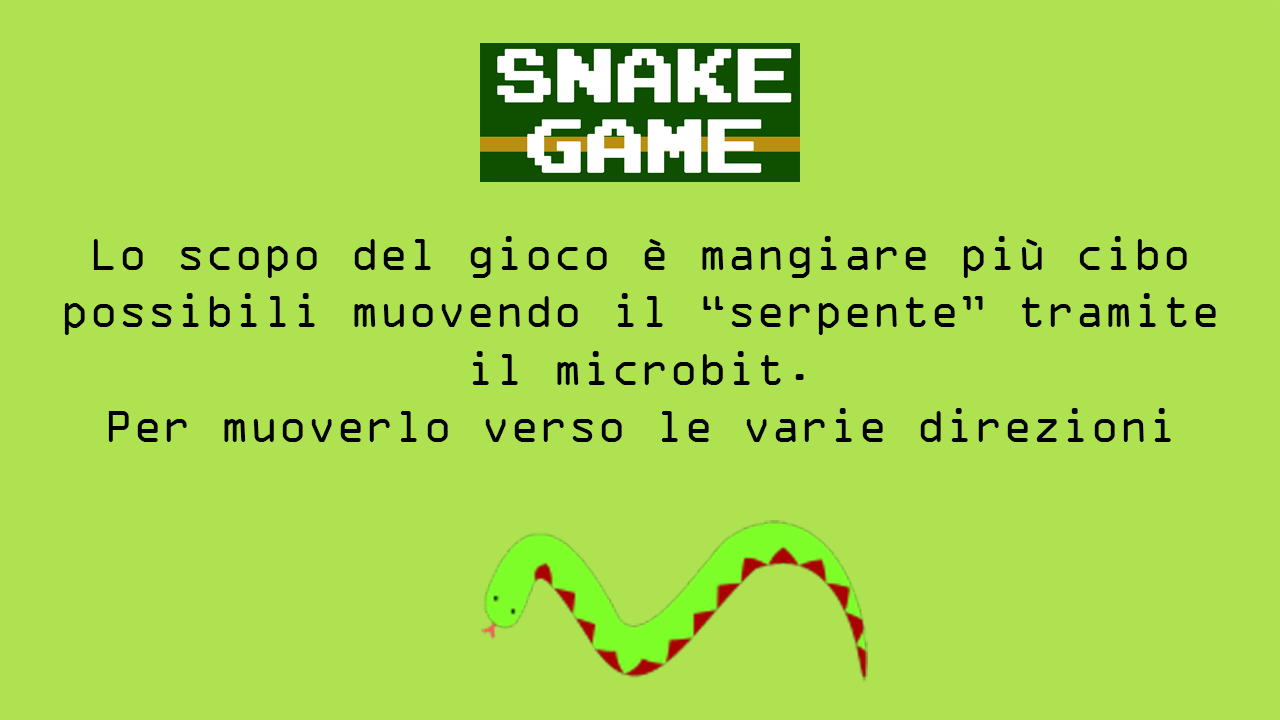 SNAKE
GAME
Lo scopo del gioco è mangiare più cibo
possibili muovendo il “serpente” tramite
il microbit.
Per muoverlo verso le varie direzioni